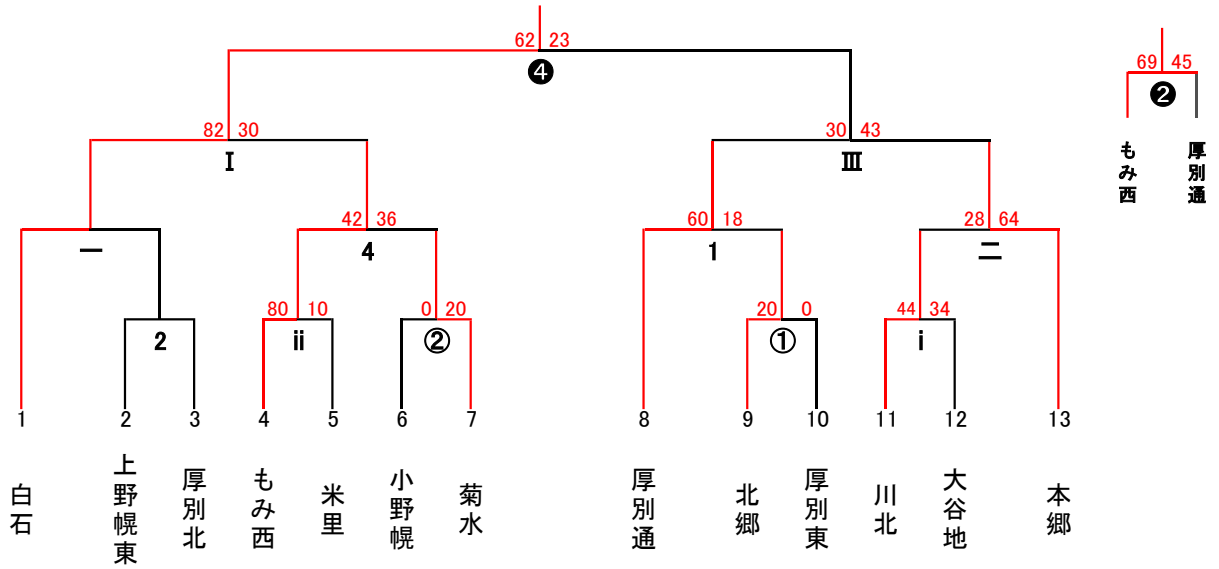 62 23
❹
69 45
❷
もみ西
厚別通
82 30
Ⅰ
30 43
Ⅲ
一
42 36
4
60 18
1
28 64
二
2
80 10
ⅱ
0 20
②
20 0
①
44 34
ⅰ
1 2 3 4 5 6 7 8 9 10 11 12 13
白石
上野幌東
厚別北
もみ西
米里
小野幌
菊水
厚別通
北郷
厚別東
川北
大谷地
本郷